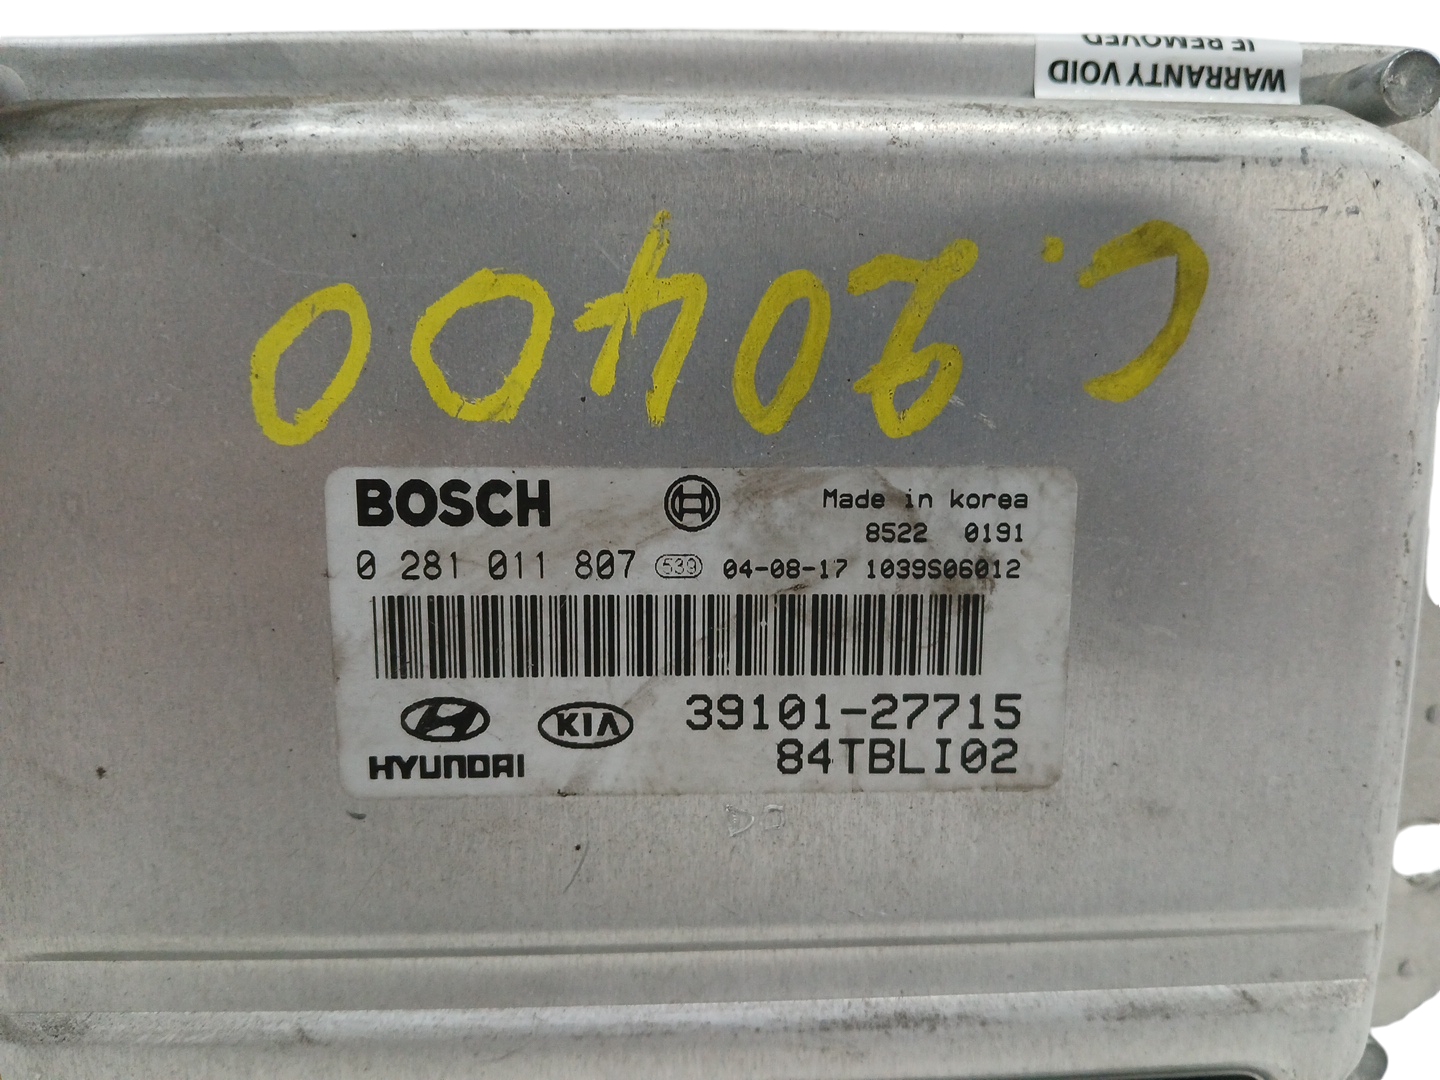 WARRANTY VOID
IF REMOVED
C.20400
BOSCH
Made in korea
8522 0191
0 281 011 807 539 04-08-17 1039S06012
39101-27715
HYUNDAI KIA 84TBLI02